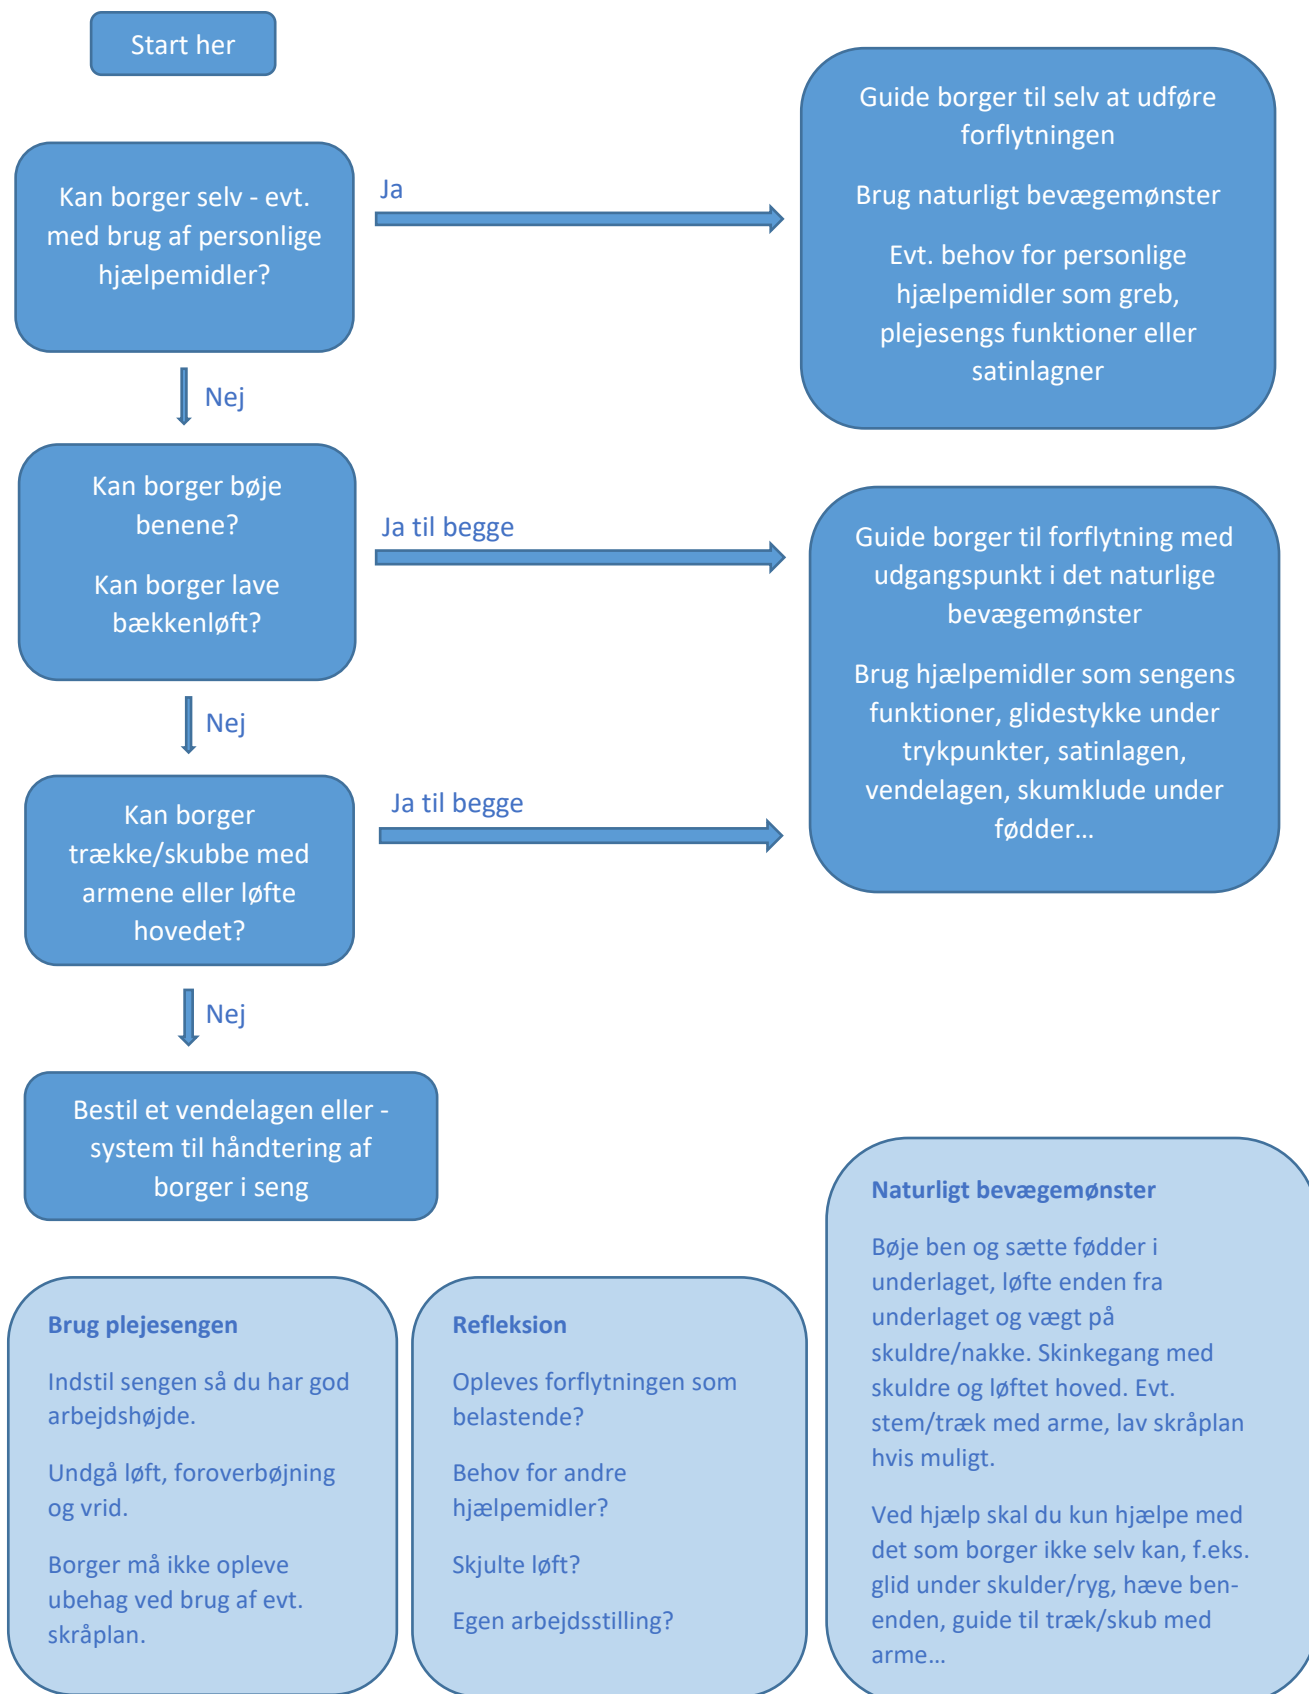 Start her
Kan borger selv - evt.
med brug af personlige
hjælpemidler?
Ja
Guide borger til selv at udføre
forflytningen
Brug naturligt bevægemønster
Evt. behov for personlige
hjælpemidler som greb,
plejesengs funktioner eller
satinlagner
Nej
Kan borger bøje
benene?
Kan borger lave
bækkenløft?
Ja til begge
Guide borger til forflytning med
udgangspunkt i det naturlige
bevægemønster
Brug hjælpemidler som sengens
funktioner, glidestykke under
trykpunkter, satinlagen,
vendelagen, skumklude under
fødder…
Nej
Kan borger
trække/skubbe med
armene eller løfte
hovedet?
Ja til begge
Nej
Bestil et vendelagen eller -
system til håndtering af
borger i seng
Brug plejesengen
Indstil sengen så du har god
arbejdshøjde.
Undgå løft, foroverbøjning
og vrid.
Borger må ikke opleve
ubehag ved brug af evt.
skråplan.
Refleksion
Opleves forflytningen som
belastende?
Behov for andre
hjælpemidler?
Skjulte løft?
Egen arbejdsstilling?
Naturligt bevægemønster
Bøje ben og sætte fødder i
underlaget, løfte enden fra
underlaget og vægt på
skuldre/nakke. Skinkegang med
skuldre og løftet hoved. Evt.
stem/træk med arme, lav skråplan
hvis muligt.
Ved hjælp skal du kun hjælpe med
det som borger ikke selv kan, f.eks.
glid under skulder/ryg, hæve ben-
enden, guide til træk/skub med
arme…